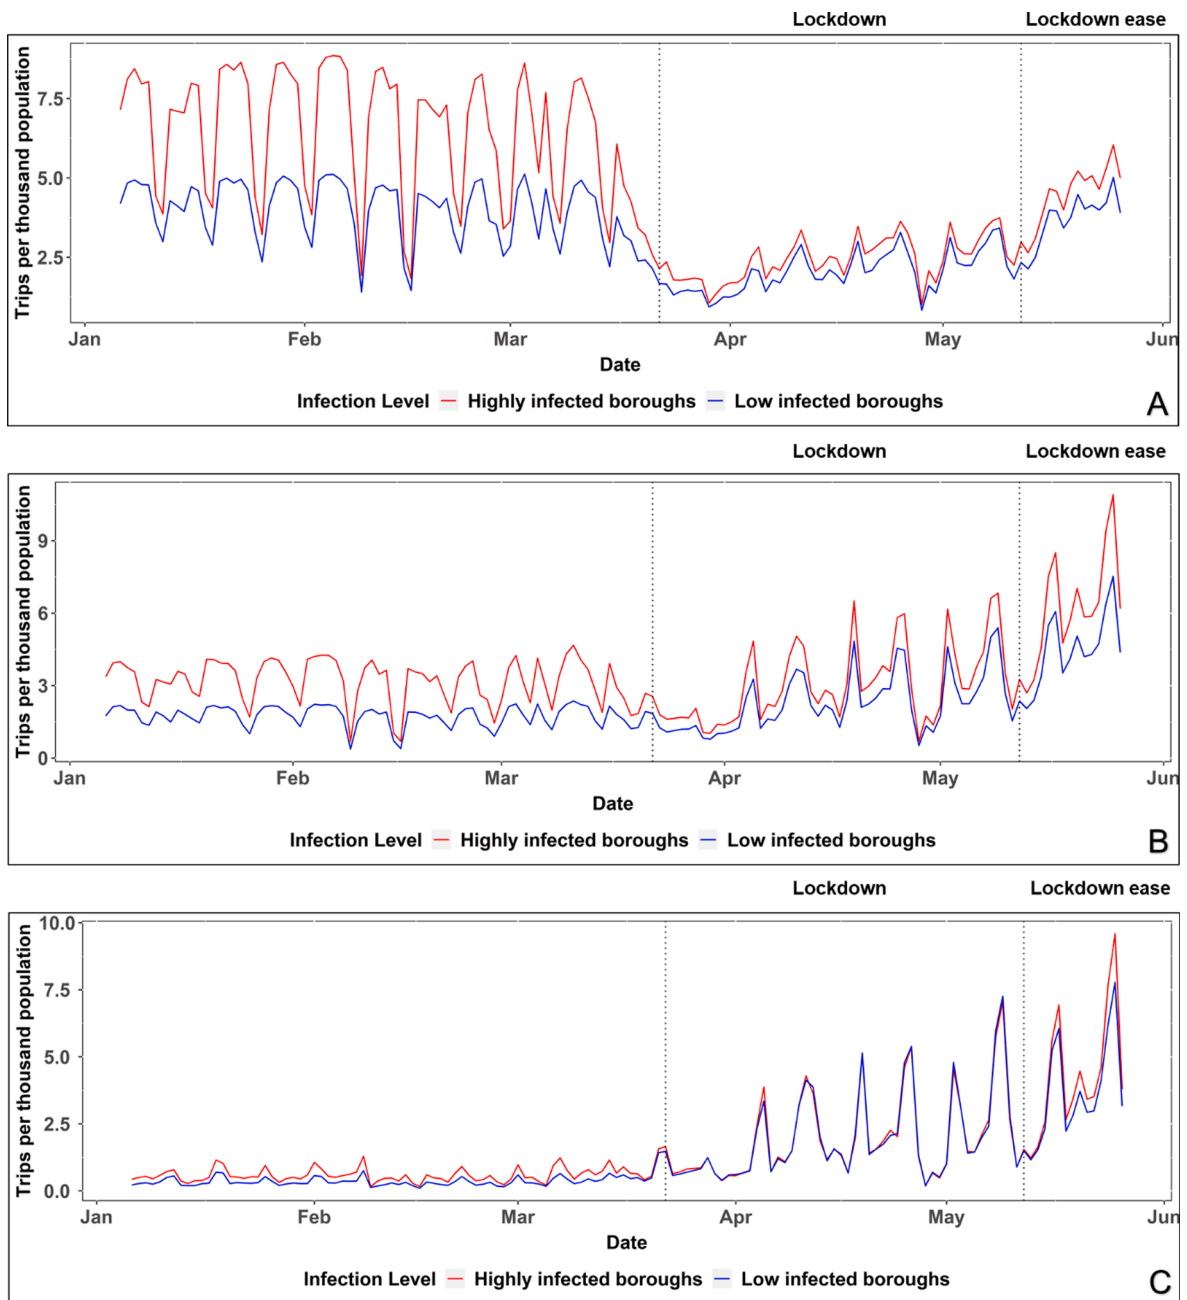 Lockdown Lockdown ease
Trips per thousand population
7.5
5.0
2.5
Jan Feb Mar Apr May Jun
Date
Infection Level Highly infected boroughs Low infected boroughs
A
Lockdown Lockdown ease
Trips per thousand population
9
6
3
0
Jan Feb Mar Apr May Jun
Date
Infection Level Highly infected boroughs Low infected boroughs
B
Lockdown Lockdown ease
Trips per thousand population
10.0
7.5
5.0
2.5
0.0
Jan Feb Mar Apr May Jun
Date
Infection Level Highly infected boroughs Low infected boroughs
C